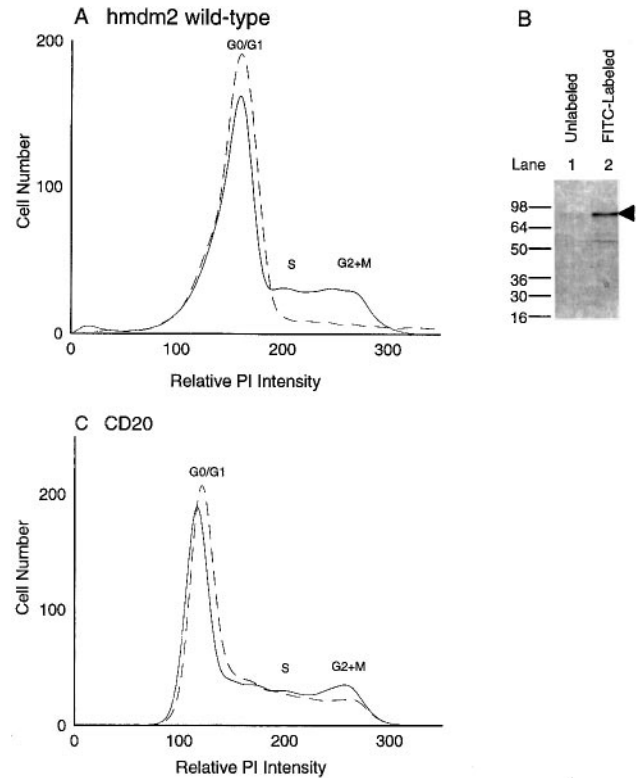 A hmdm2 wild-type
200
G0/G1
100
S
G2+M
0
0 100 200 300
Cell Number
Relative PI Intensity
B
Unlabeled
FITC-Labeled
Lane 1 2
98
64
50
36
30
16
C CD20
G0/G1
200
100
S
G2+M
0
0 100 200 300
Cell Number
Relative PI Intensity